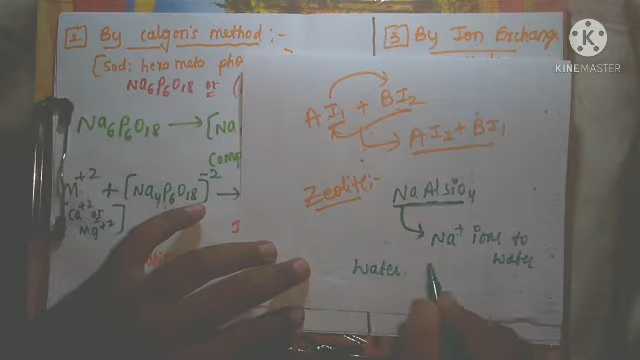 2 By calgon's method :-
[sod: hexa meta pho
Na6P6O18 or (
Na6P6O18 → [Na
Comp
M+2 + [Na4P6O18]-2 →
[Ca+2 or
Mg+2]
3 By Ion Exchange
KINEMASTER
AI1 + BI2
AI2 + BI1
Zeolite:-
NaAlSiO4
Na+ ions to
water
Water.